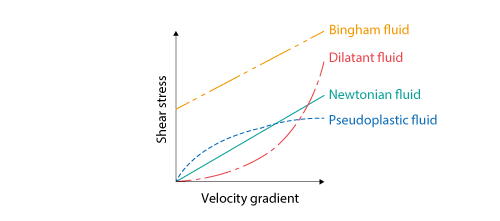 Bingham fluid
Dilatant fluid
Newtonian fluid
Pseudoplastic fluid
Shear stress
Velocity gradient